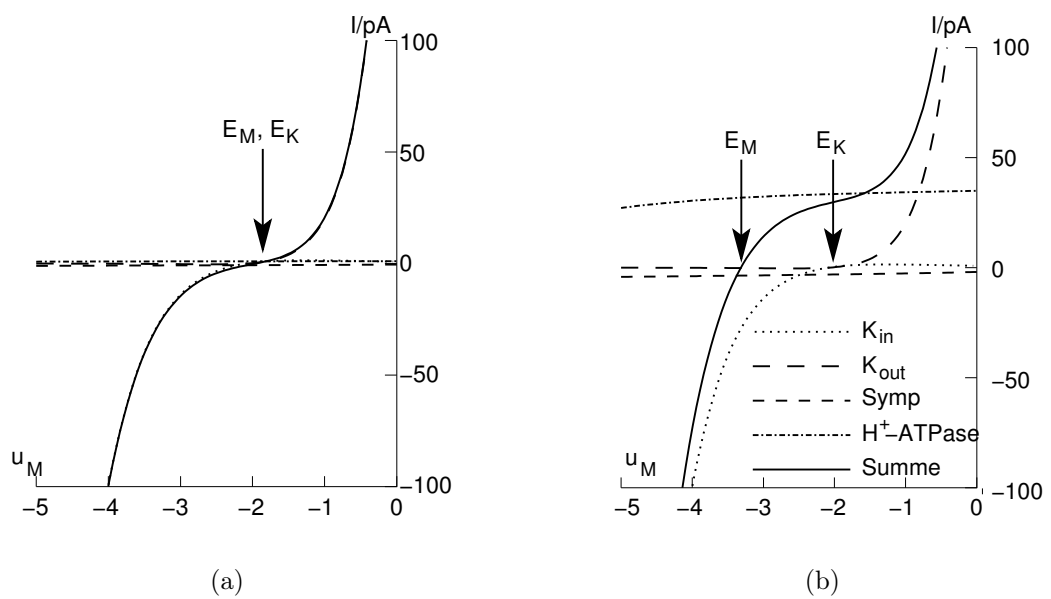 I/pA
100
50
0
−50
−100
E_M, E_K
u_M
−5 −4 −3 −2 −1 0
(a)
I/pA
100
50
0
−50
−100
E_M E_K
K_in
K_out
Symp
H⁺–ATPase
Summe
u_M
−5 −4 −3 −2 −1 0
(b)